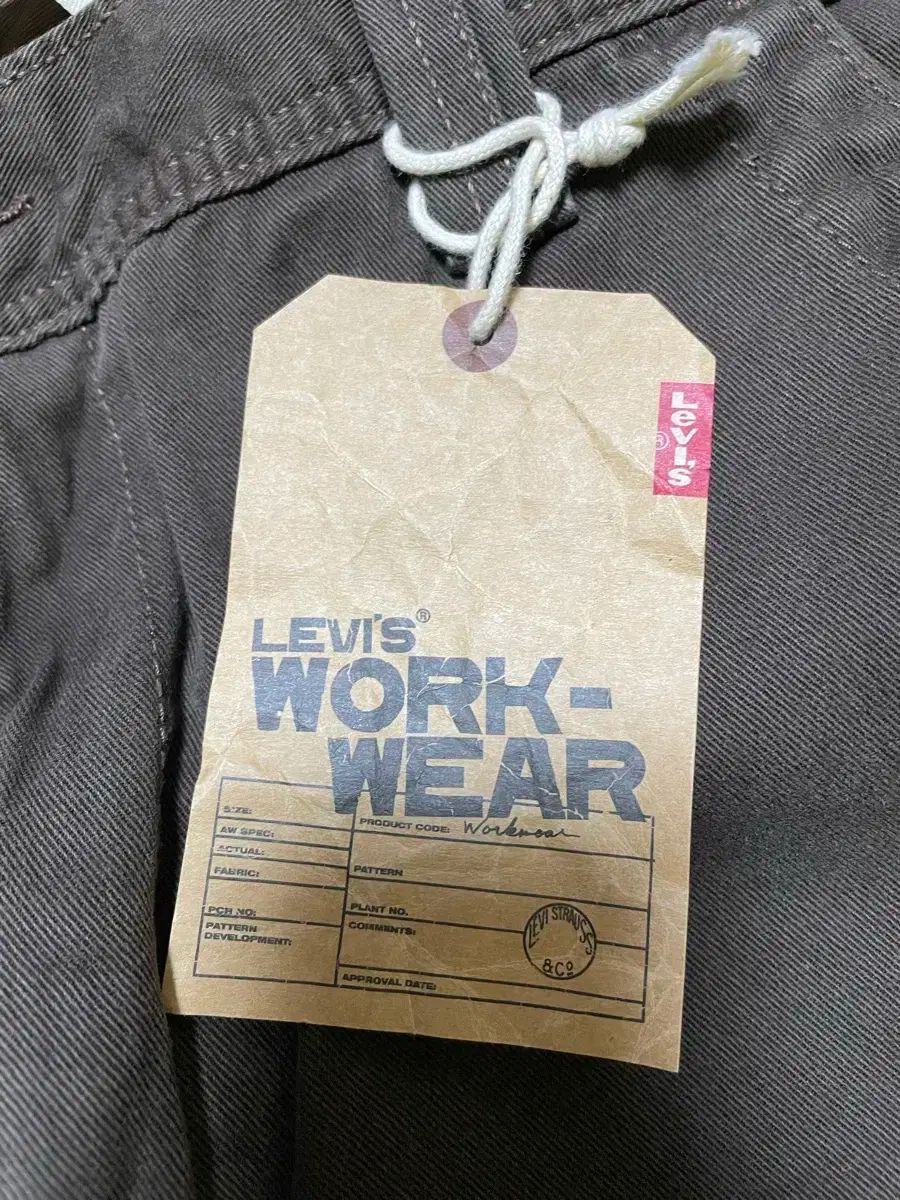 LEVI'S
®
LEVI'S®
WORK-
WEAR
SIZE:
AW SPEC:
ACTUAL:
FABRIC:
PCH NO:
PATTERN
DEVELOPMENT:
PRODUCT CODE: Workwear
PATTERN
PLANT NO.
COMMENTS:
LEVI STRAUSS
&Co
APPROVAL DATE: